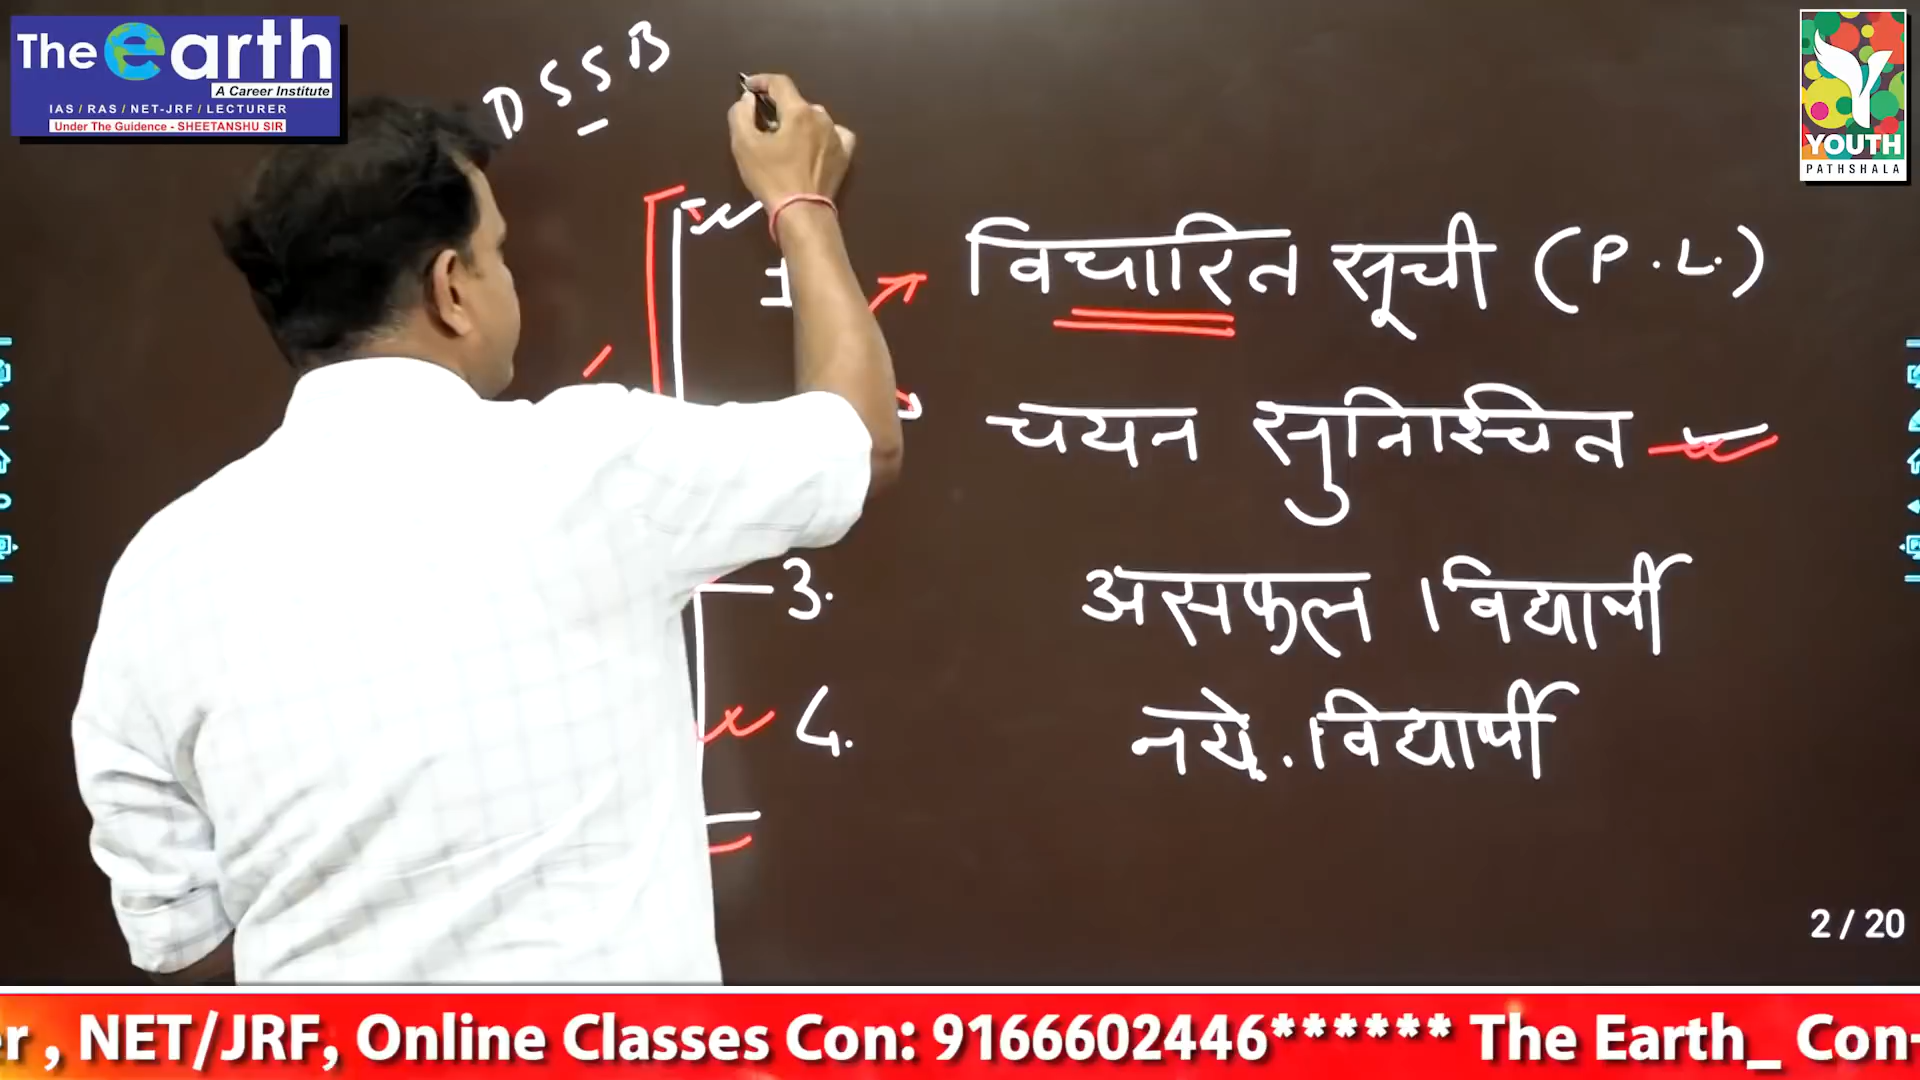 The earth
A Career Institute
IAS / RAS / NET-JRF / LECTURER
Under The Guidence - SHEETANSHU SIR
YOUTH
PATHSHALA
D S S B
विचारित सूची (P.L.)
चयन सुनिश्चित
3. असफल विद्यार्थी
4. नये विद्यार्थी
2 / 20
er , NET/JRF, Online Classes Con: 9166602446****** The Earth_ Con-